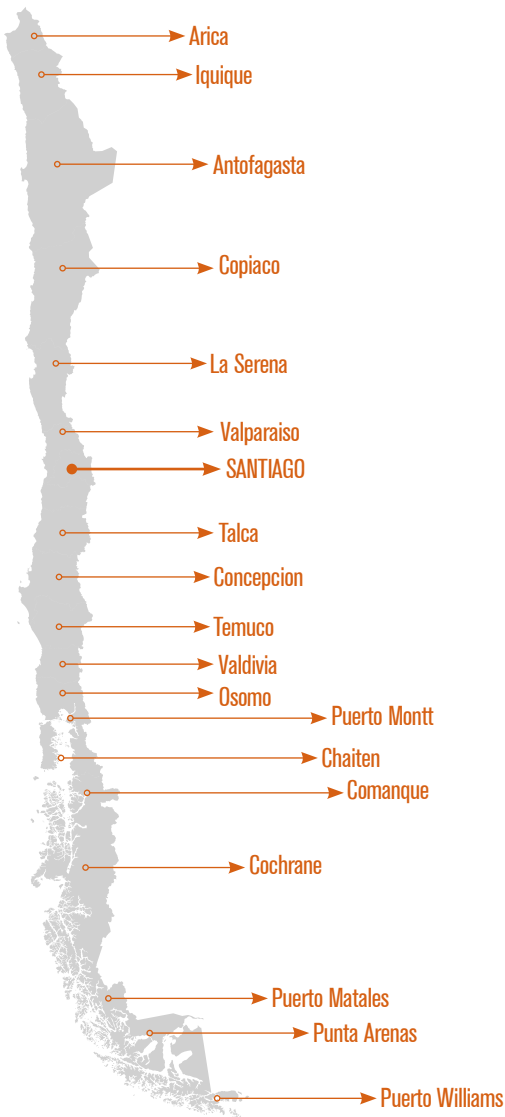 Arica
Iquique
Antofagasta
Copiaco
La Serena
Valparaiso
SANTIAGO
Talca
Concepcion
Temuco
Valdivia
Osomo
Puerto Montt
Chaiten
Comanque
Cochrane
Puerto Matales
Punta Arenas
Puerto Williams